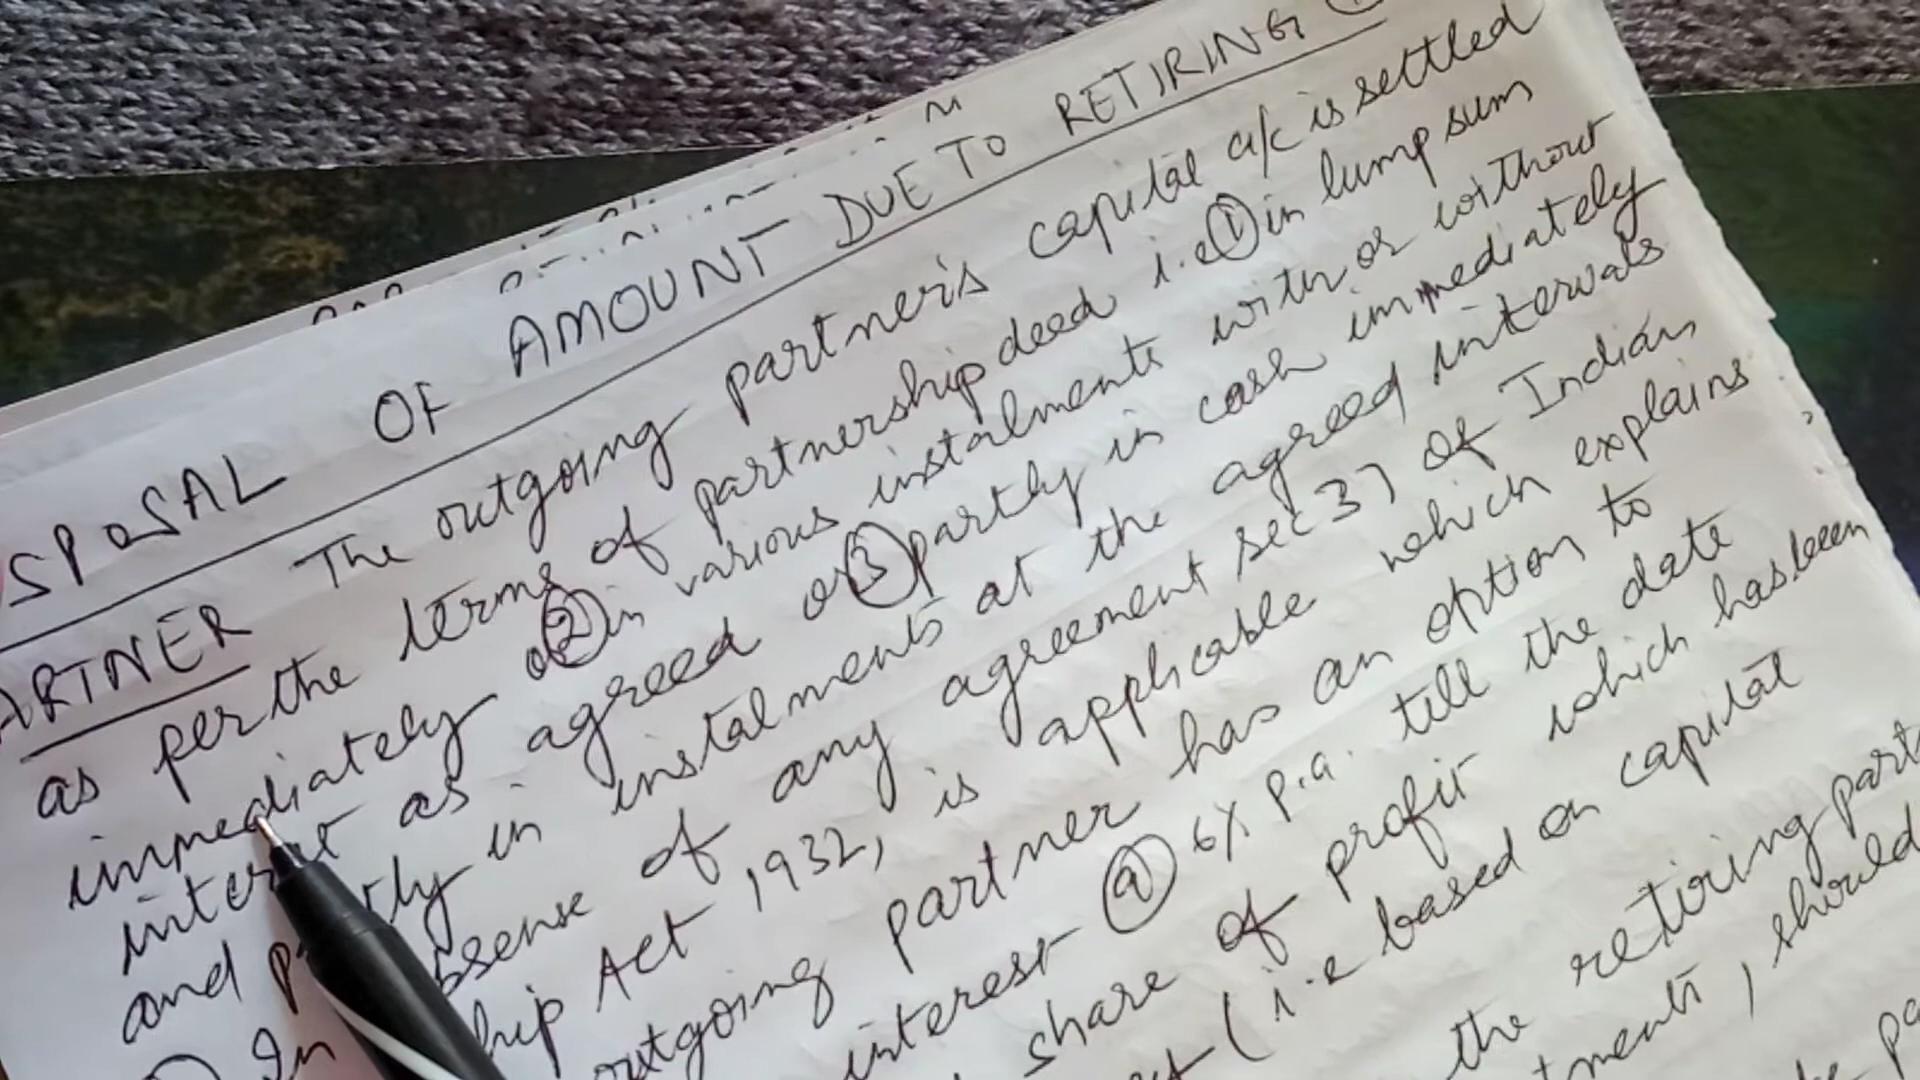 SPOSAL OF AMOUNT DUE TO RETIRING
ARTNER The outgoing partner's capital a/c is settled
as per the terms of partnership deed i.e ① in lump sum
immediately or ② in various instalments with or without
interest as agreed or ③ partly in cash immediately
and partly in instalments at the agreed intervals
In absense of any agreement sec 37 of Indian
ship Act 1932, is applicable which explains
outgoing partner has an option to
interest ⓐ 6% p.a. till the date
share of profit which has been
(i.e based on capital
the retiring part
tments, should